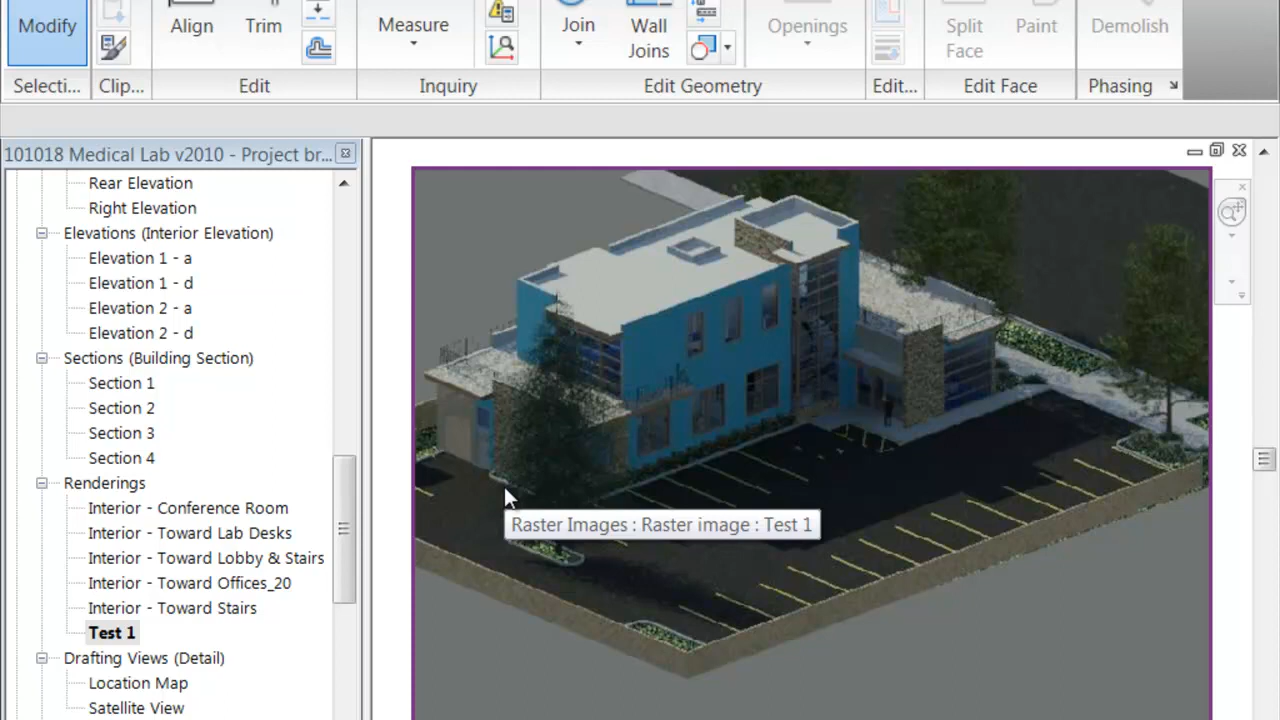 Modify
Align
Trim
Measure
Join
Wall
Joins
Openings
Split
Face
Paint
Demolish
Selecti...
Clip...
Edit
Inquiry
Edit Geometry
Edit...
Edit Face
Phasing
101018 Medical Lab v2010 - Project br...
Rear Elevation
Right Elevation
Elevations (Interior Elevation)
Elevation 1 - a
Elevation 1 - d
Elevation 2 - a
Elevation 2 - d
Sections (Building Section)
Section 1
Section 2
Section 3
Section 4
Renderings
Interior - Conference Room
Interior - Toward Lab Desks
Interior - Toward Lobby & Stairs
Interior - Toward Offices_20
Interior - Toward Stairs
Test 1
Drafting Views (Detail)
Location Map
Satellite View
Raster Images : Raster image : Test 1